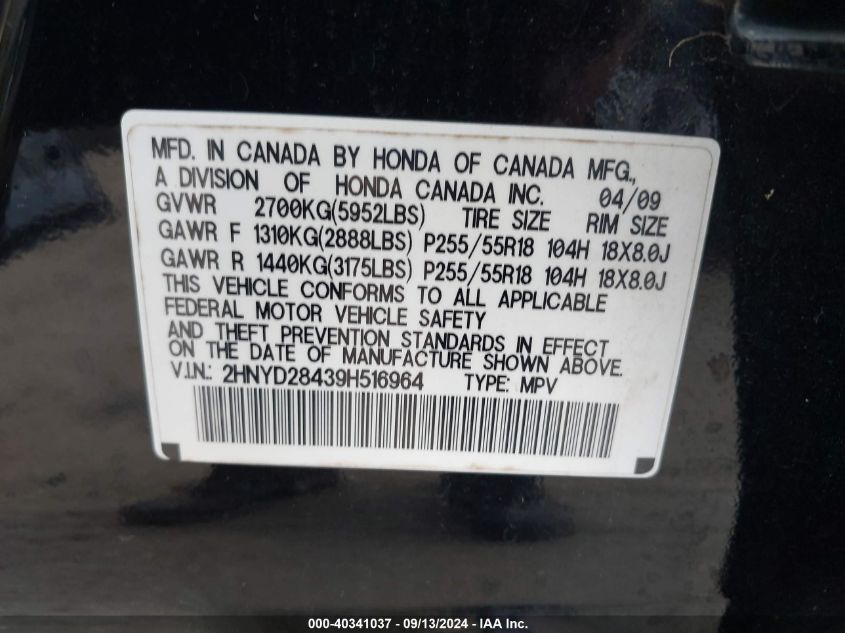 MFD. IN CANADA BY HONDA OF CANADA MFG.,
A DIVISION OF HONDA CANADA INC. 04/09
GVWR 2700KG(5952LBS) TIRE SIZE RIM SIZE
GAWR F 1310KG(2888LBS) P255/55R18 104H 18X8.0J
GAWR R 1440KG(3175LBS) P255/55R18 104H 18X8.0J
THIS VEHICLE CONFORMS TO ALL APPLICABLE
FEDERAL MOTOR VEHICLE SAFETY
AND THEFT PREVENTION STANDARDS IN EFFECT
ON THE DATE OF MANUFACTURE SHOWN ABOVE.
V.I.N.: 2HNYD28439H516964 TYPE: MPV
000-40341037 - 09/13/2024 - IAA Inc.